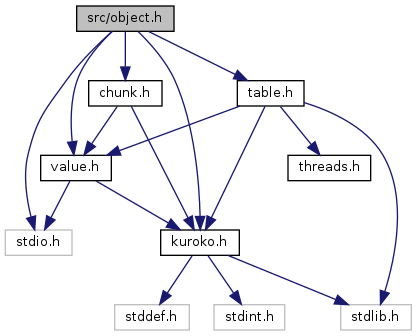 src/object.h
chunk.h
table.h
value.h
threads.h
stdio.h
kuroko.h
stddef.h
stdint.h
stdlib.h